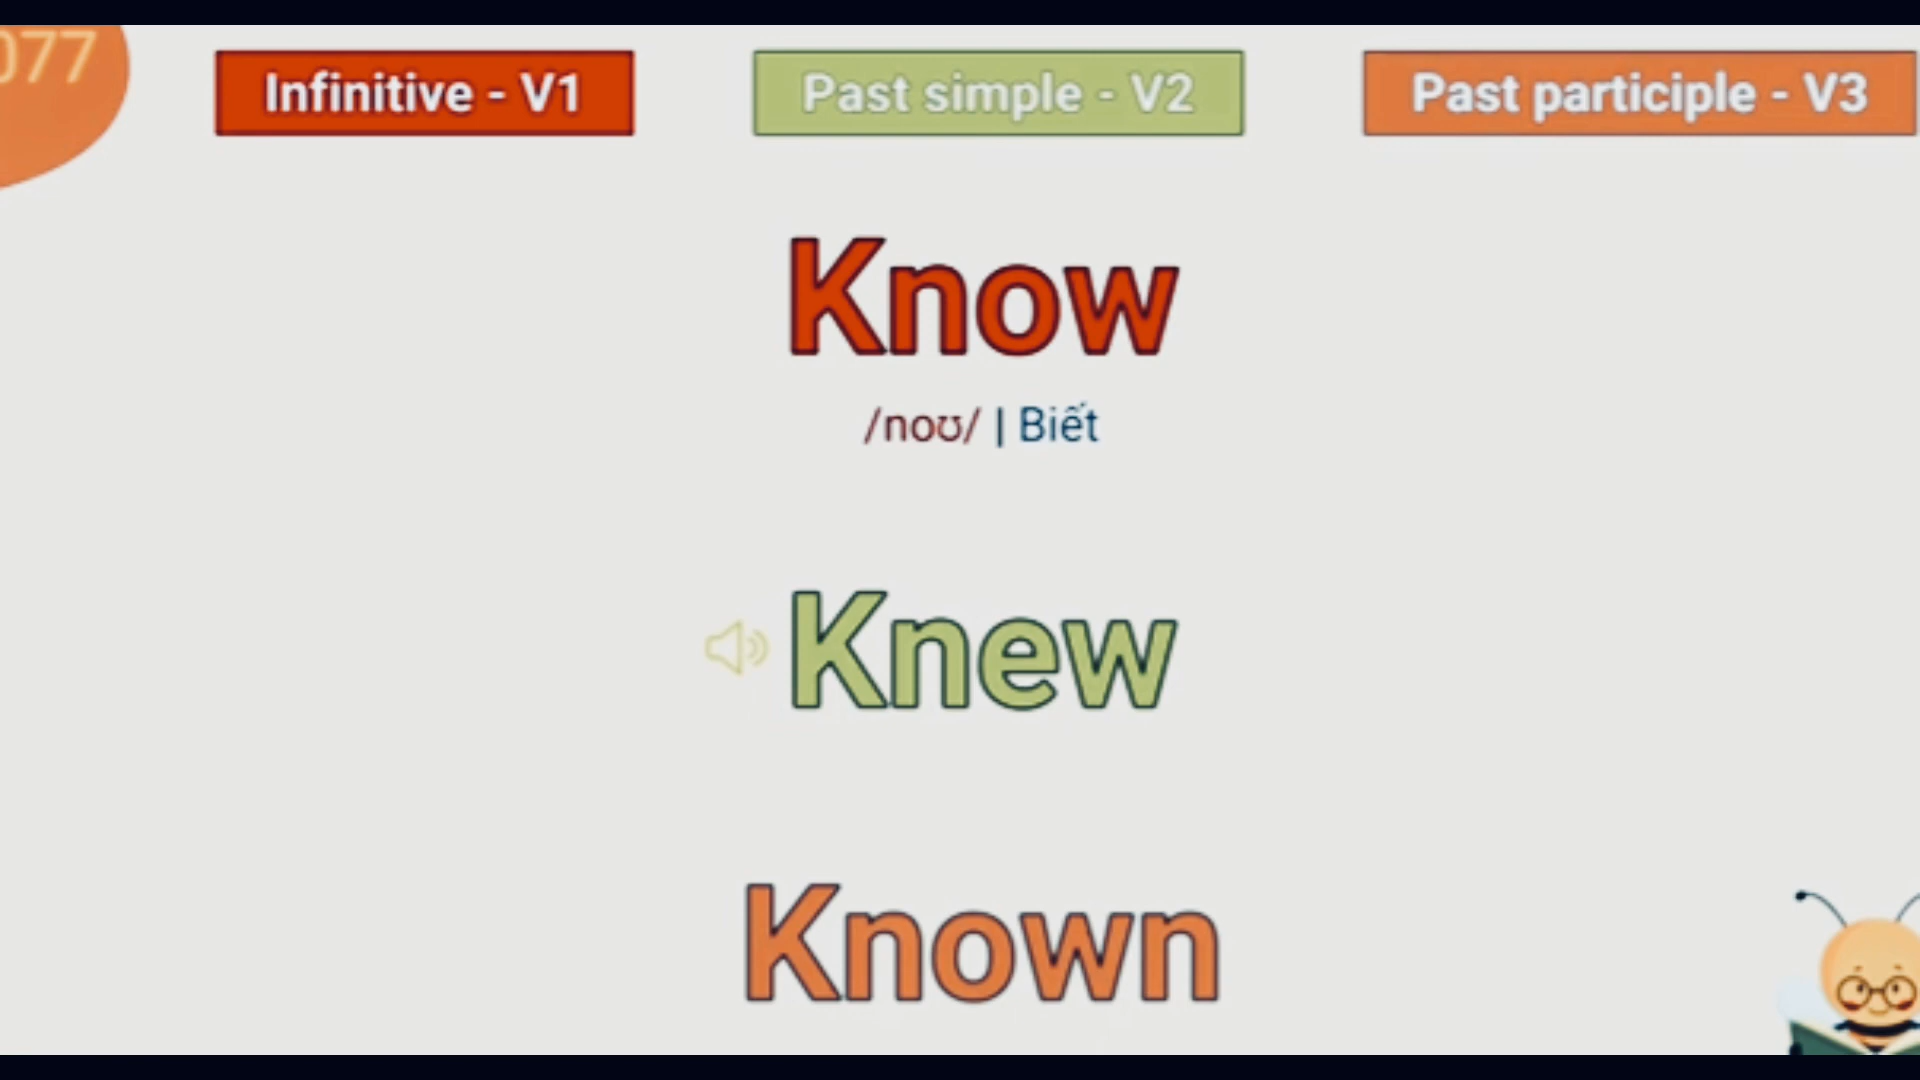 077
Infinitive - V1
Past simple - V2
Past participle - V3
Know
/noʊ/ | Biết
Knew
Known